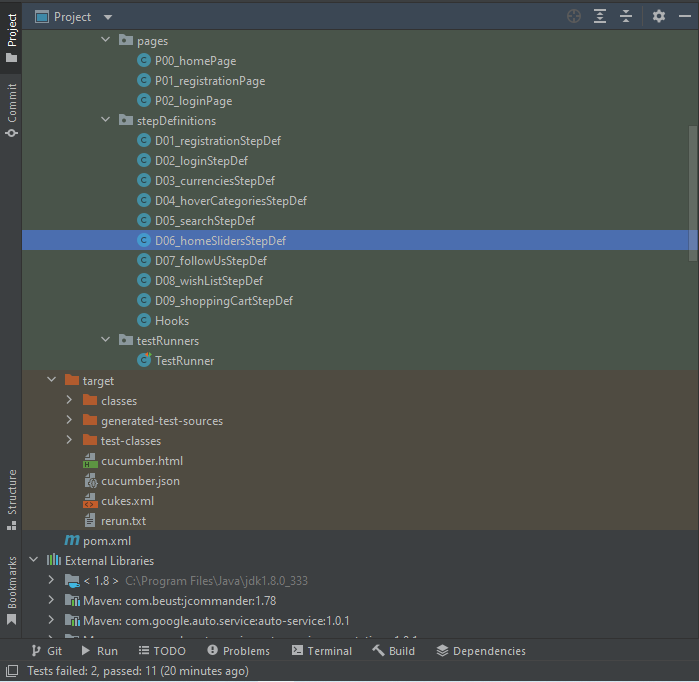 Project
Project
Commit
pages
P00_homePage
P01_registrationPage
P02_loginPage
stepDefinitions
D01_registrationStepDef
D02_loginStepDef
D03_currenciesStepDef
D04_hoverCategoriesStepDef
D05_searchStepDef
D06_homeSlidersStepDef
D07_followUsStepDef
D08_wishListStepDef
D09_shoppingCartStepDef
Hooks
testRunners
TestRunner
target
classes
generated-test-sources
test-classes
cucumber.html
cucumber.json
cukes.xml
rerun.txt
pom.xml
External Libraries
< 1.8 > C:\Program Files\Java\jdk1.8.0_333
Maven: com.beust:jcommander:1.78
Maven: com.google.auto.service:auto-service:1.0.1
Structure
Bookmarks
Git Run TODO Problems Terminal Build Dependencies
Tests failed: 2, passed: 11 (20 minutes ago)